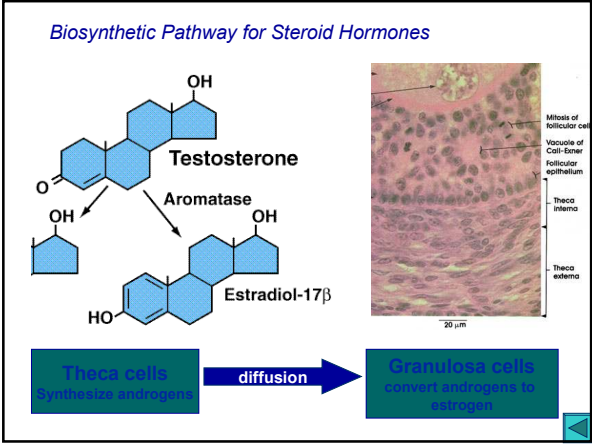 Biosynthetic Pathway for Steroid Hormones
OH
Testosterone
O
Aromatase
OH
OH
Estradiol-17β
HO
Mitosis of
follicular cell
Vacuole of
Call-Exner
Follicular
epithelium
Theca
interna
Theca
externa
20 μm
Theca cells
Synthesize androgens
diffusion
Granulosa cells
convert androgens to
estrogen